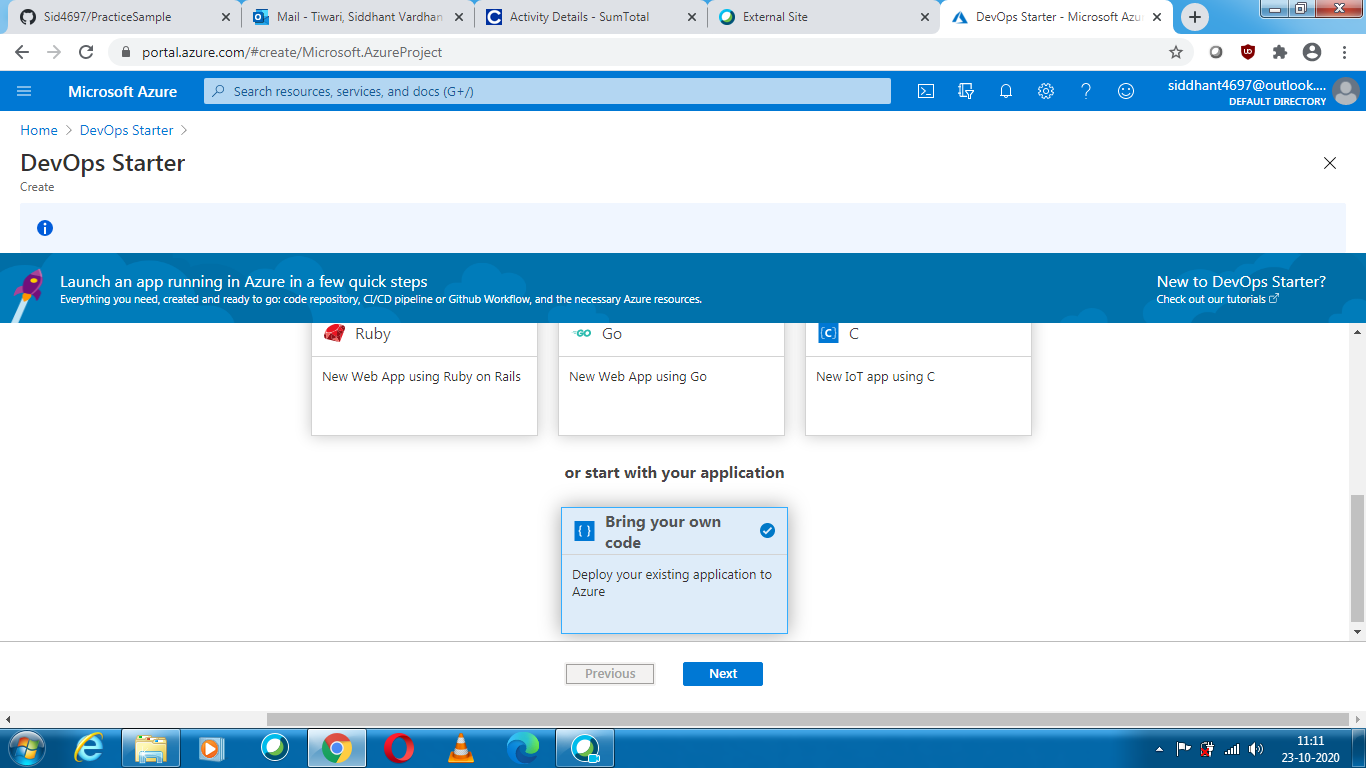 Sid4697/PracticeSample
Mail - Tiwari, Siddhant Vardhan
Activity Details - SumTotal
External Site
DevOps Starter - Microsoft Azu
portal.azure.com/#create/Microsoft.AzureProject
Microsoft Azure
Search resources, services, and docs (G+/)
siddhant4697@outlook....
DEFAULT DIRECTORY
Home > DevOps Starter >
DevOps Starter
Create
Launch an app running in Azure in a few quick steps
Everything you need, created and ready to go: code repository, CI/CD pipeline or Github Workflow, and the necessary Azure resources.
New to DevOps Starter?
Check out our tutorials
Ruby
New Web App using Ruby on Rails
GO Go
New Web App using Go
C C
New IoT app using C
or start with your application
{ } Bring your own
code
Deploy your existing application to
Azure
Previous
Next
11:11
23-10-2020